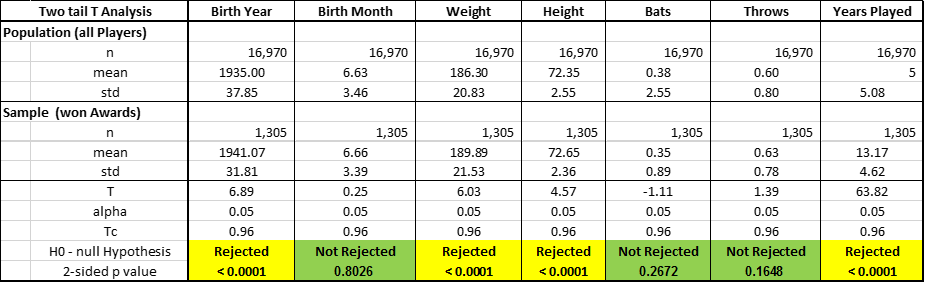 Two tail T Analysis Birth Year Birth Month Weight Height Bats Throws Years Played
Population (all Players)
n 16,970 16,970 16,970 16,970 16,970 16,970 16,970
mean 1935.00 6.63 186.30 72.35 0.38 0.60 5
std 37.85 3.46 20.83 2.55 2.55 0.80 5.08
Sample (won Awards)
n 1,305 1,305 1,305 1,305 1,305 1,305 1,305
mean 1941.07 6.66 189.89 72.65 0.35 0.63 13.17
std 31.81 3.39 21.53 2.36 0.89 0.78 4.62
T 6.89 0.25 6.03 4.57 -1.11 1.39 63.82
alpha 0.05 0.05 0.05 0.05 0.05 0.05 0.05
Tc 0.96 0.96 0.96 0.96 0.96 0.96 0.96
H0 - null Hypothesis Rejected Not Rejected Rejected Rejected Not Rejected Not Rejected Rejected
2-sided p value < 0.0001 0.8026 < 0.0001 < 0.0001 0.2672 0.1648 < 0.0001